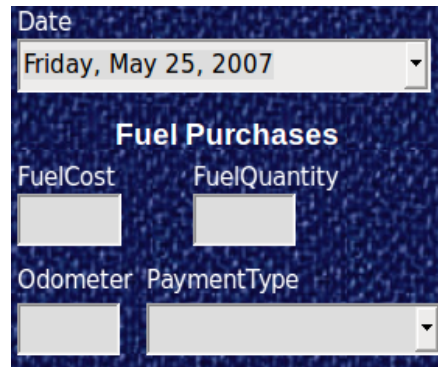 Date
Friday, May 25, 2007
Fuel Purchases
FuelCost FuelQuantity
Odometer PaymentType